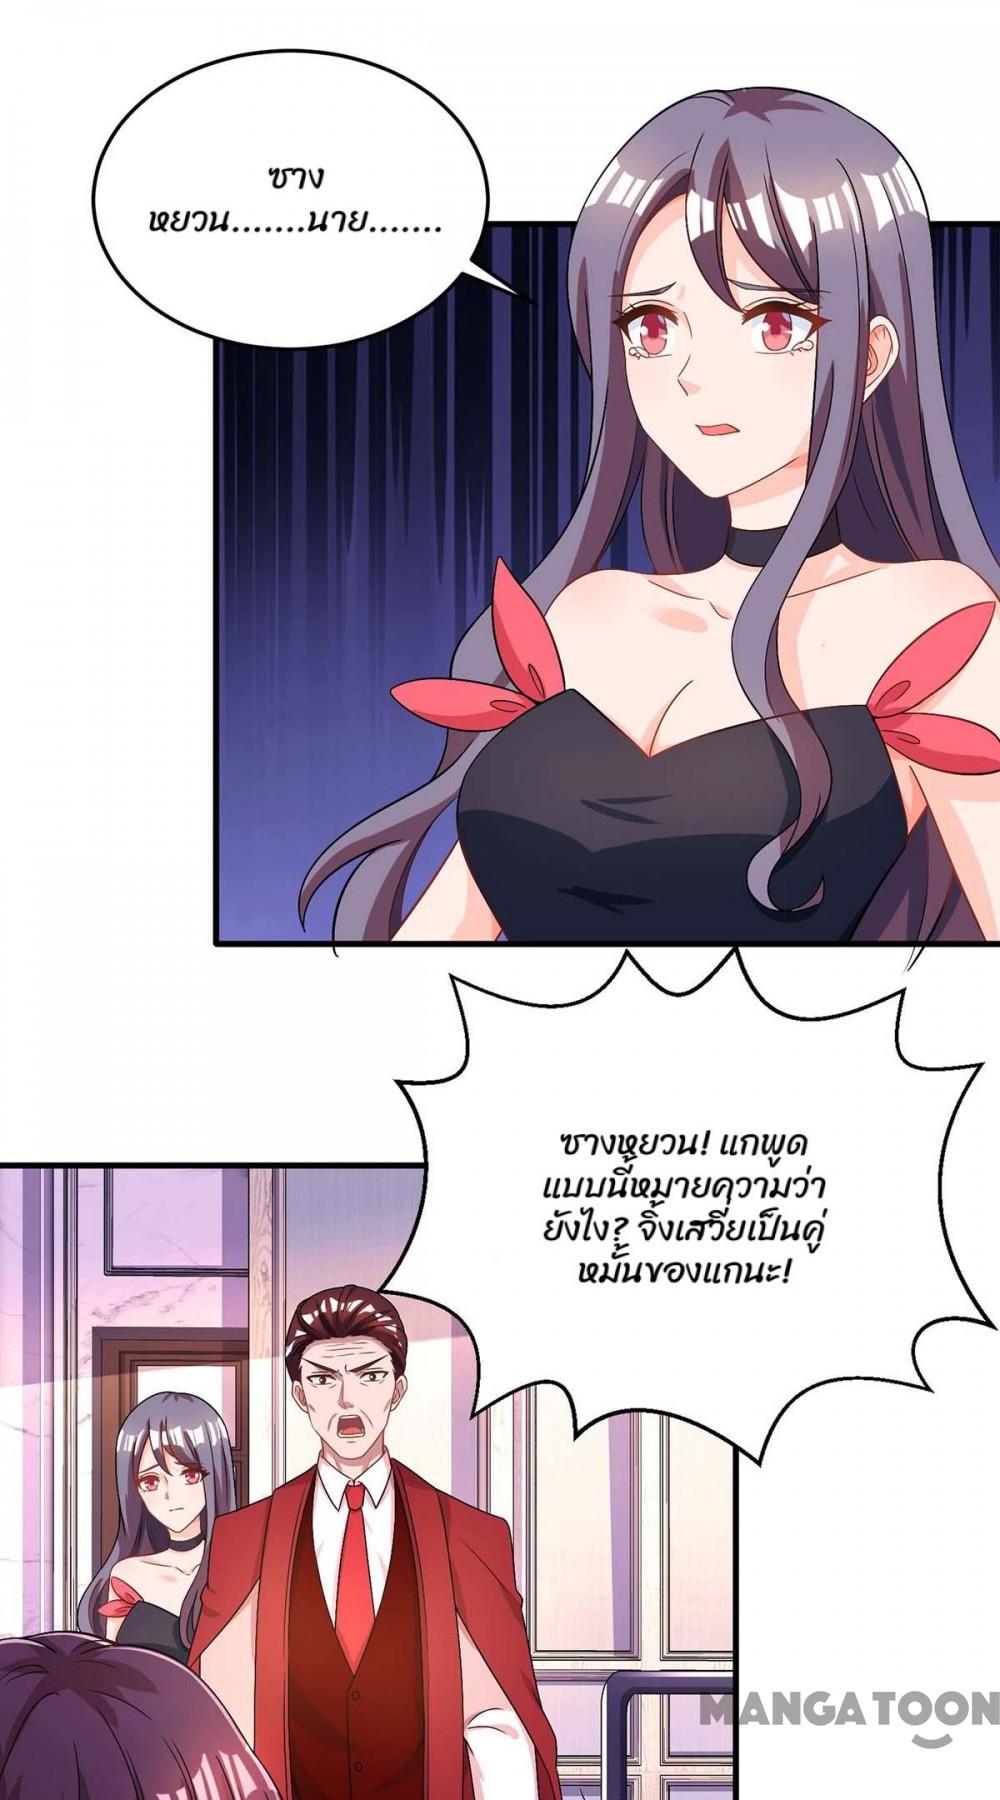 ซาง
หยวน.......นาย.......
ซางหยวน! แกพูด
แบบนี้หมายความว่า
ยังไง? จิ้งเสวี่ยเป็นคู่
หมั้นของแกนะ!
MANGATOON